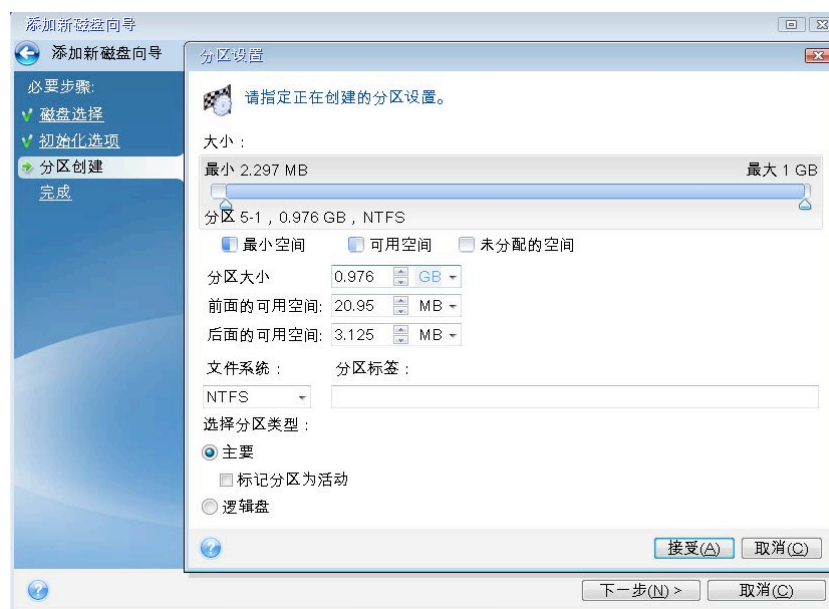 添加新磁盘向导
添加新磁盘向导
必要步骤:
磁盘选择
初始化选项
分区创建
完成
分区设置
请指定正在创建的分区设置。
大小:
最小 2.297 MB 最大 1 GB
分区 5-1 , 0.976 GB , NTFS
最小空间 可用空间 未分配的空间
分区大小 0.976 GB
前面的可用空间: 20.95 MB
后面的可用空间: 3.125 MB
文件系统: 分区标签:
NTFS
选择分区类型:
主要
标记分区为活动
逻辑盘
接受(A) 取消(C)
下一步(N) > 取消(C)